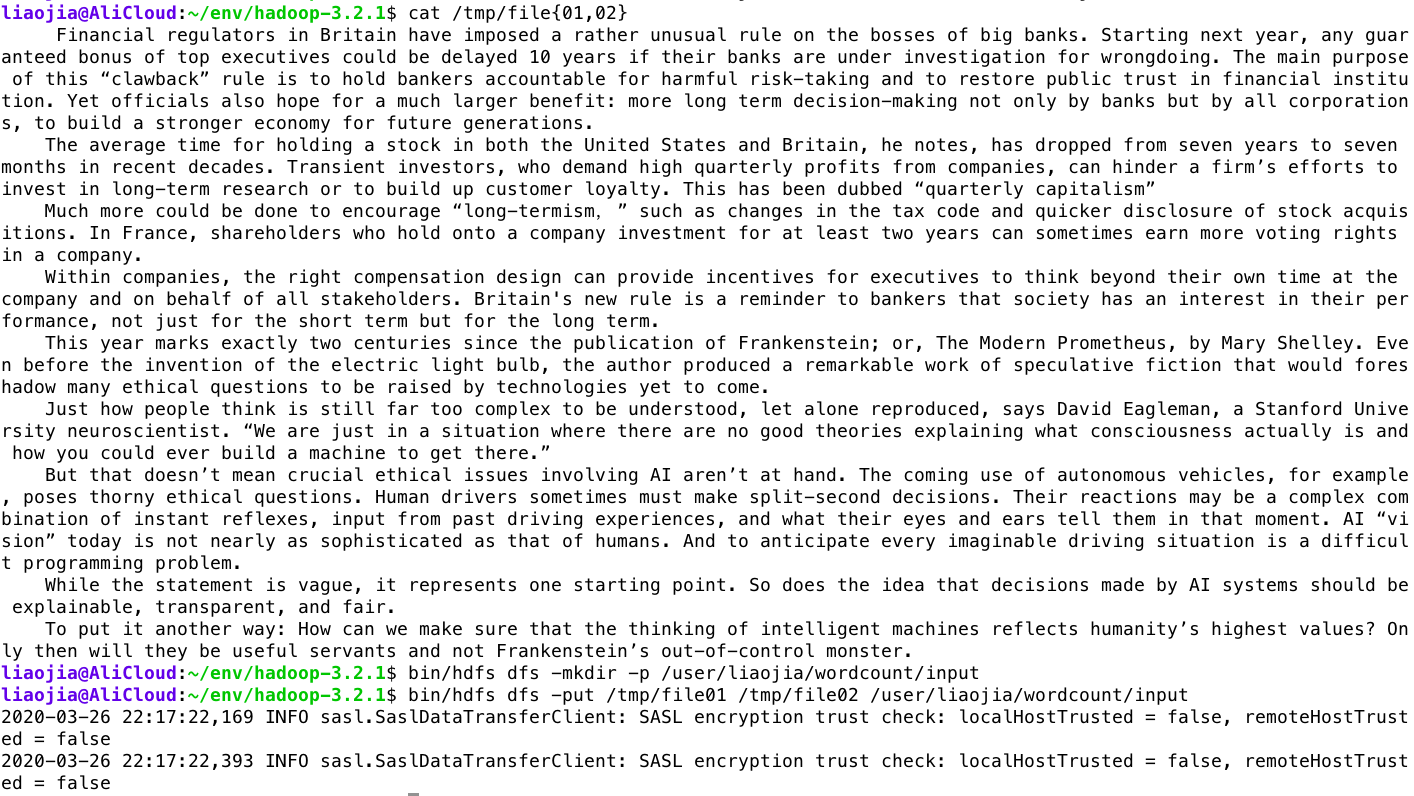 liaojia@AliCloud:~/env/hadoop-3.2.1$ cat /tmp/file{01,02}
     Financial regulators in Britain have imposed a rather unusual rule on the bosses of big banks. Starting next year, any guar
anteed bonus of top executives could be delayed 10 years if their banks are under investigation for wrongdoing. The main purpose
 of this “clawback” rule is to hold bankers accountable for harmful risk-taking and to restore public trust in financial institu
tion. Yet officials also hope for a much larger benefit: more long term decision-making not only by banks but by all corporation
s, to build a stronger economy for future generations.
    The average time for holding a stock in both the United States and Britain, he notes, has dropped from seven years to seven
months in recent decades. Transient investors, who demand high quarterly profits from companies, can hinder a firm’s efforts to
invest in long-term research or to build up customer loyalty. This has been dubbed “quarterly capitalism”
    Much more could be done to encourage “long-termism, ” such as changes in the tax code and quicker disclosure of stock acquis
itions. In France, shareholders who hold onto a company investment for at least two years can sometimes earn more voting rights
in a company.
    Within companies, the right compensation design can provide incentives for executives to think beyond their own time at the
company and on behalf of all stakeholders. Britain's new rule is a reminder to bankers that society has an interest in their per
formance, not just for the short term but for the long term.
    This year marks exactly two centuries since the publication of Frankenstein; or, The Modern Prometheus, by Mary Shelley. Eve
n before the invention of the electric light bulb, the author produced a remarkable work of speculative fiction that would fores
hadow many ethical questions to be raised by technologies yet to come.
    Just how people think is still far too complex to be understood, let alone reproduced, says David Eagleman, a Stanford Unive
rsity neuroscientist. “We are just in a situation where there are no good theories explaining what consciousness actually is and
 how you could ever build a machine to get there.”
    But that doesn’t mean crucial ethical issues involving AI aren’t at hand. The coming use of autonomous vehicles, for example
, poses thorny ethical questions. Human drivers sometimes must make split-second decisions. Their reactions may be a complex com
bination of instant reflexes, input from past driving experiences, and what their eyes and ears tell them in that moment. AI “vi
sion” today is not nearly as sophisticated as that of humans. And to anticipate every imaginable driving situation is a difficul
t programming problem.
    While the statement is vague, it represents one starting point. So does the idea that decisions made by AI systems should be
 explainable, transparent, and fair.
    To put it another way: How can we make sure that the thinking of intelligent machines reflects humanity’s highest values? On
ly then will they be useful servants and not Frankenstein’s out-of-control monster.
liaojia@AliCloud:~/env/hadoop-3.2.1$ bin/hdfs dfs -mkdir -p /user/liaojia/wordcount/input
liaojia@AliCloud:~/env/hadoop-3.2.1$ bin/hdfs dfs -put /tmp/file01 /tmp/file02 /user/liaojia/wordcount/input
2020-03-26 22:17:22,169 INFO sasl.SaslDataTransferClient: SASL encryption trust check: localHostTrusted = false, remoteHostTrust
ed = false
2020-03-26 22:17:22,393 INFO sasl.SaslDataTransferClient: SASL encryption trust check: localHostTrusted = false, remoteHostTrust
ed = false